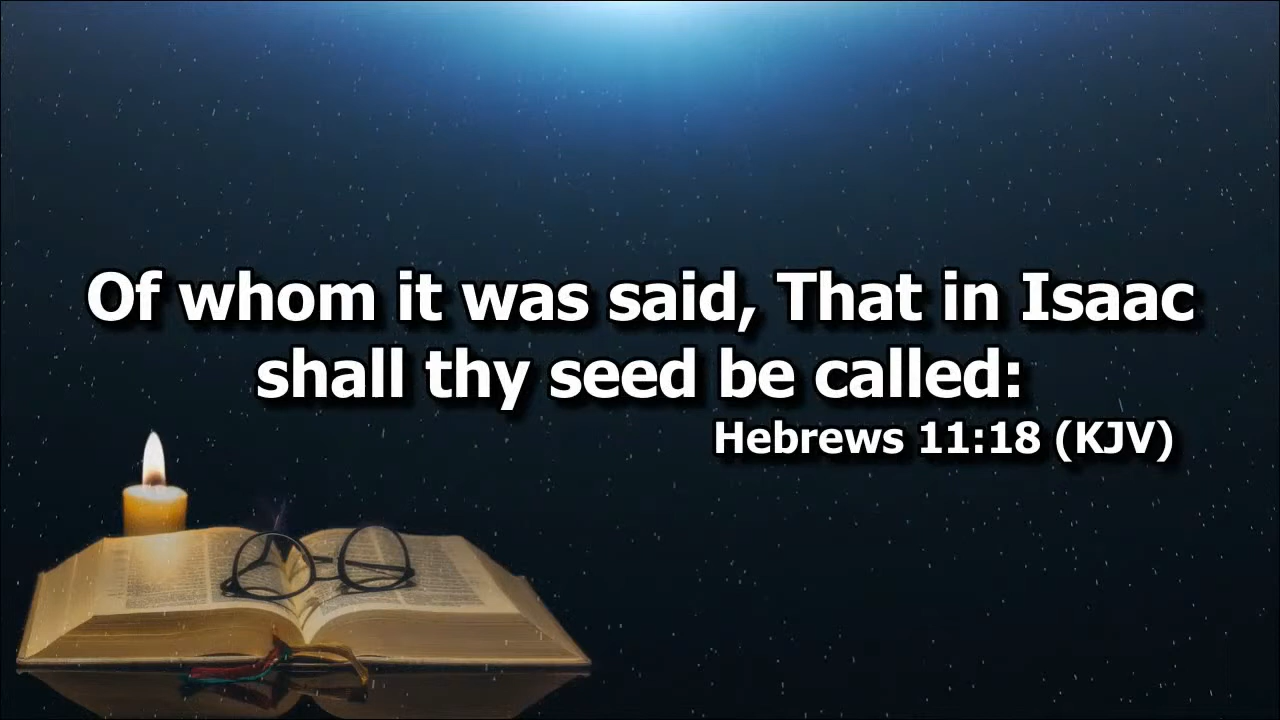 Of whom it was said, That in Isaac
shall thy seed be called:
Hebrews 11:18 (KJV)